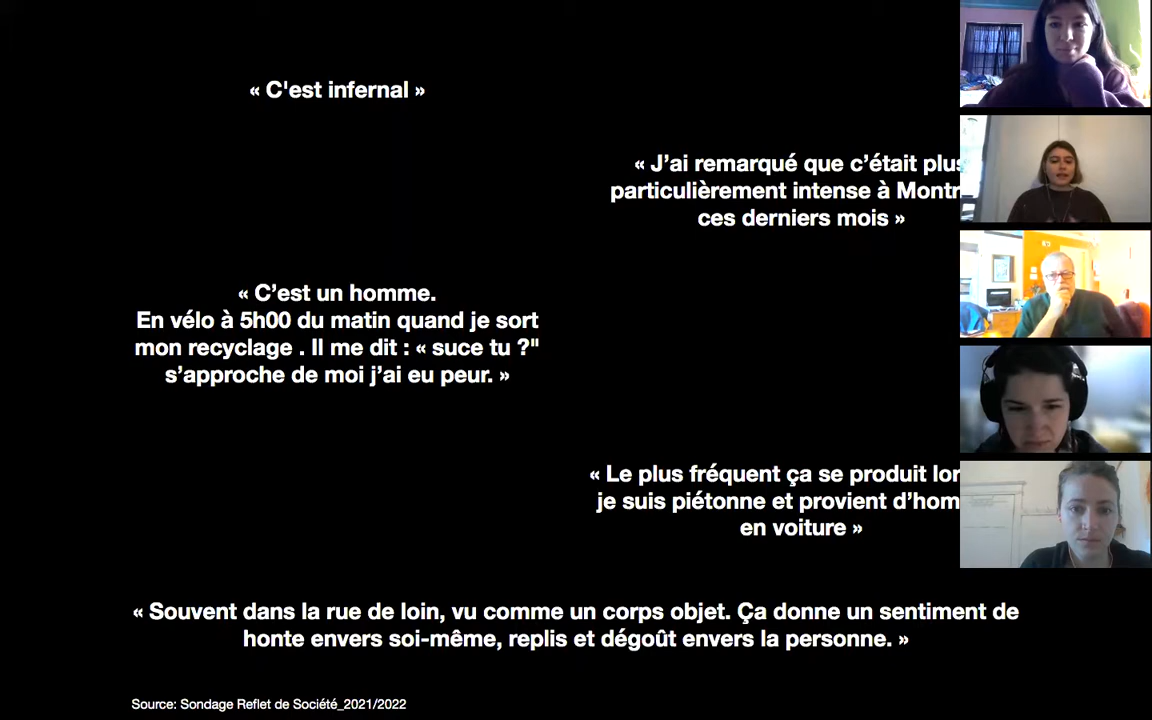 « C'est infernal »
« J’ai remarqué que c’était plus
particulièrement intense à
ces derniers mois »
« C’est un homme.
En vélo à 5h00 du matin quand je sort
mon recyclage . Il me dit : « suce tu ?"
s’approche de moi j’ai eu peur. »
« Le plus fréquent ça se produit
je suis piétonne et provient
en voiture »
« Souvent dans la rue de loin, vu comme un corps objet. Ça donne un sentiment de
honte envers soi-même, replis et dégoût envers la personne. »
Source: Sondage Reflet de Société_2021/2022